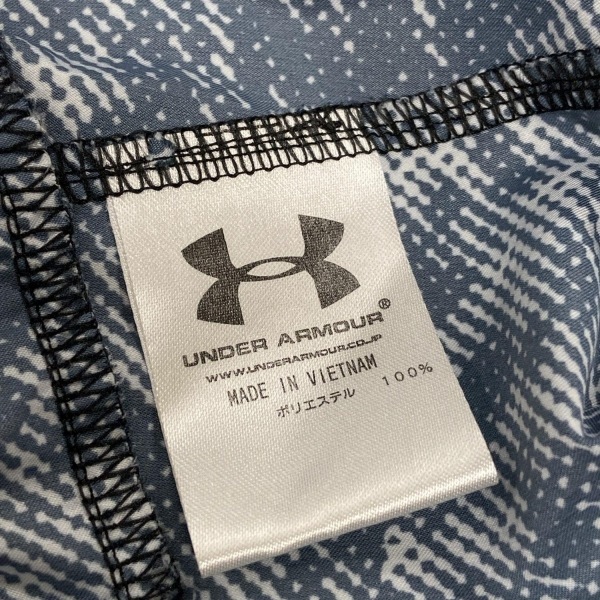 UNDER ARMOUR®
WWW.UNDERARMOUR.CO.JP
MADE IN VIETNAM
ポリエステル 100%